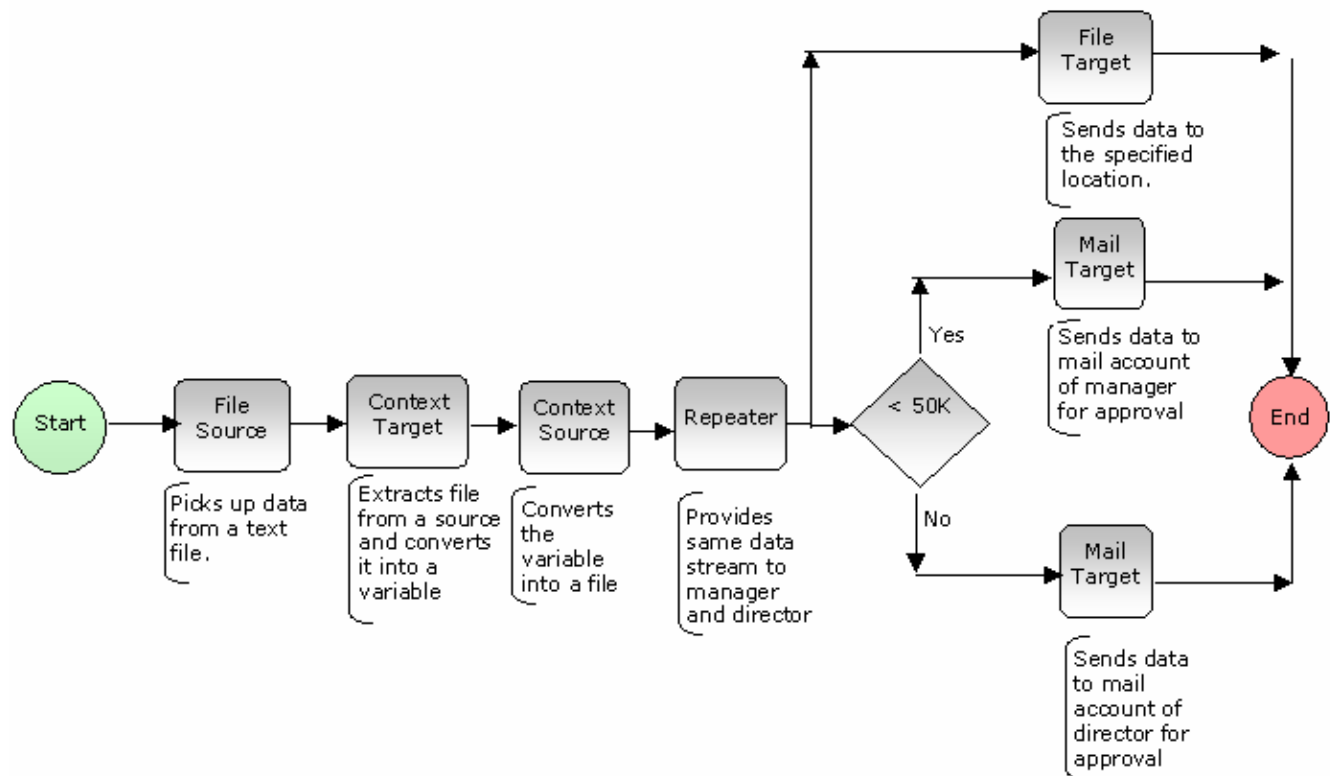 File
Target
Sends data to
the specified
location.
Mail
Target
Yes
Sends data to
mail account
of manager
for approval
Start
File
Source
Picks up data
from a text
file.
Context
Target
Extracts file
from a source
and converts
it into a
variable
Context
Source
Converts
the
variable
into a file
Repeater
Provides
same data
stream to
manager
and director
< 50K
End
No
Mail
Target
Sends data
to mail
account of
director for
approval